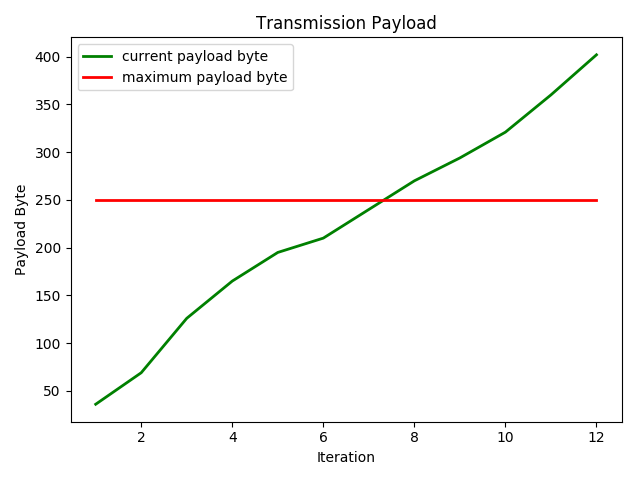 Transmission Payload
current payload byte
maximum payload byte
Payload Byte
400
350
300
250
200
150
100
50
2 4 6 8 10 12
Iteration